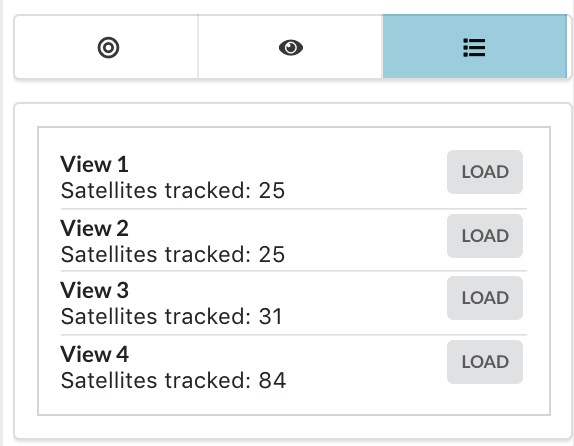 View 1
LOAD
Satellites tracked: 25
View 2
LOAD
Satellites tracked: 25
View 3
LOAD
Satellites tracked: 31
View 4
LOAD
Satellites tracked: 84